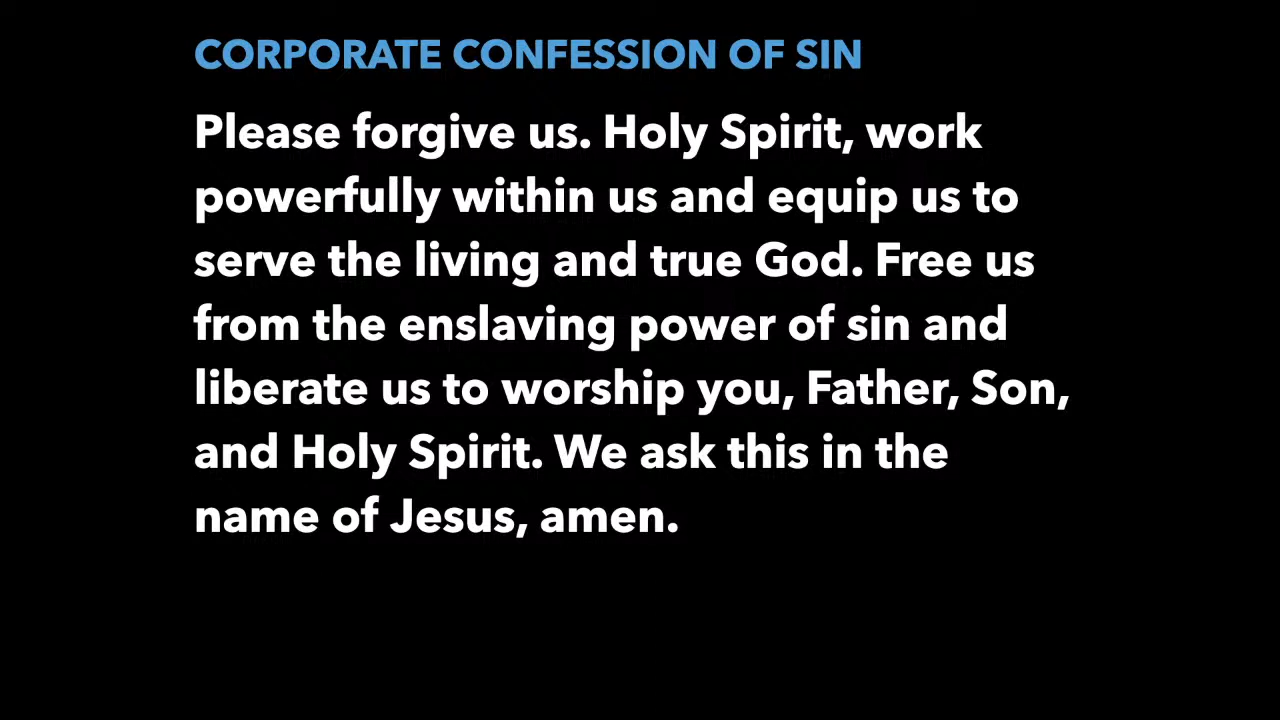 CORPORATE CONFESSION OF SIN
Please forgive us. Holy Spirit, work
powerfully within us and equip us to
serve the living and true God. Free us
from the enslaving power of sin and
liberate us to worship you, Father, Son,
and Holy Spirit. We ask this in the
name of Jesus, amen.